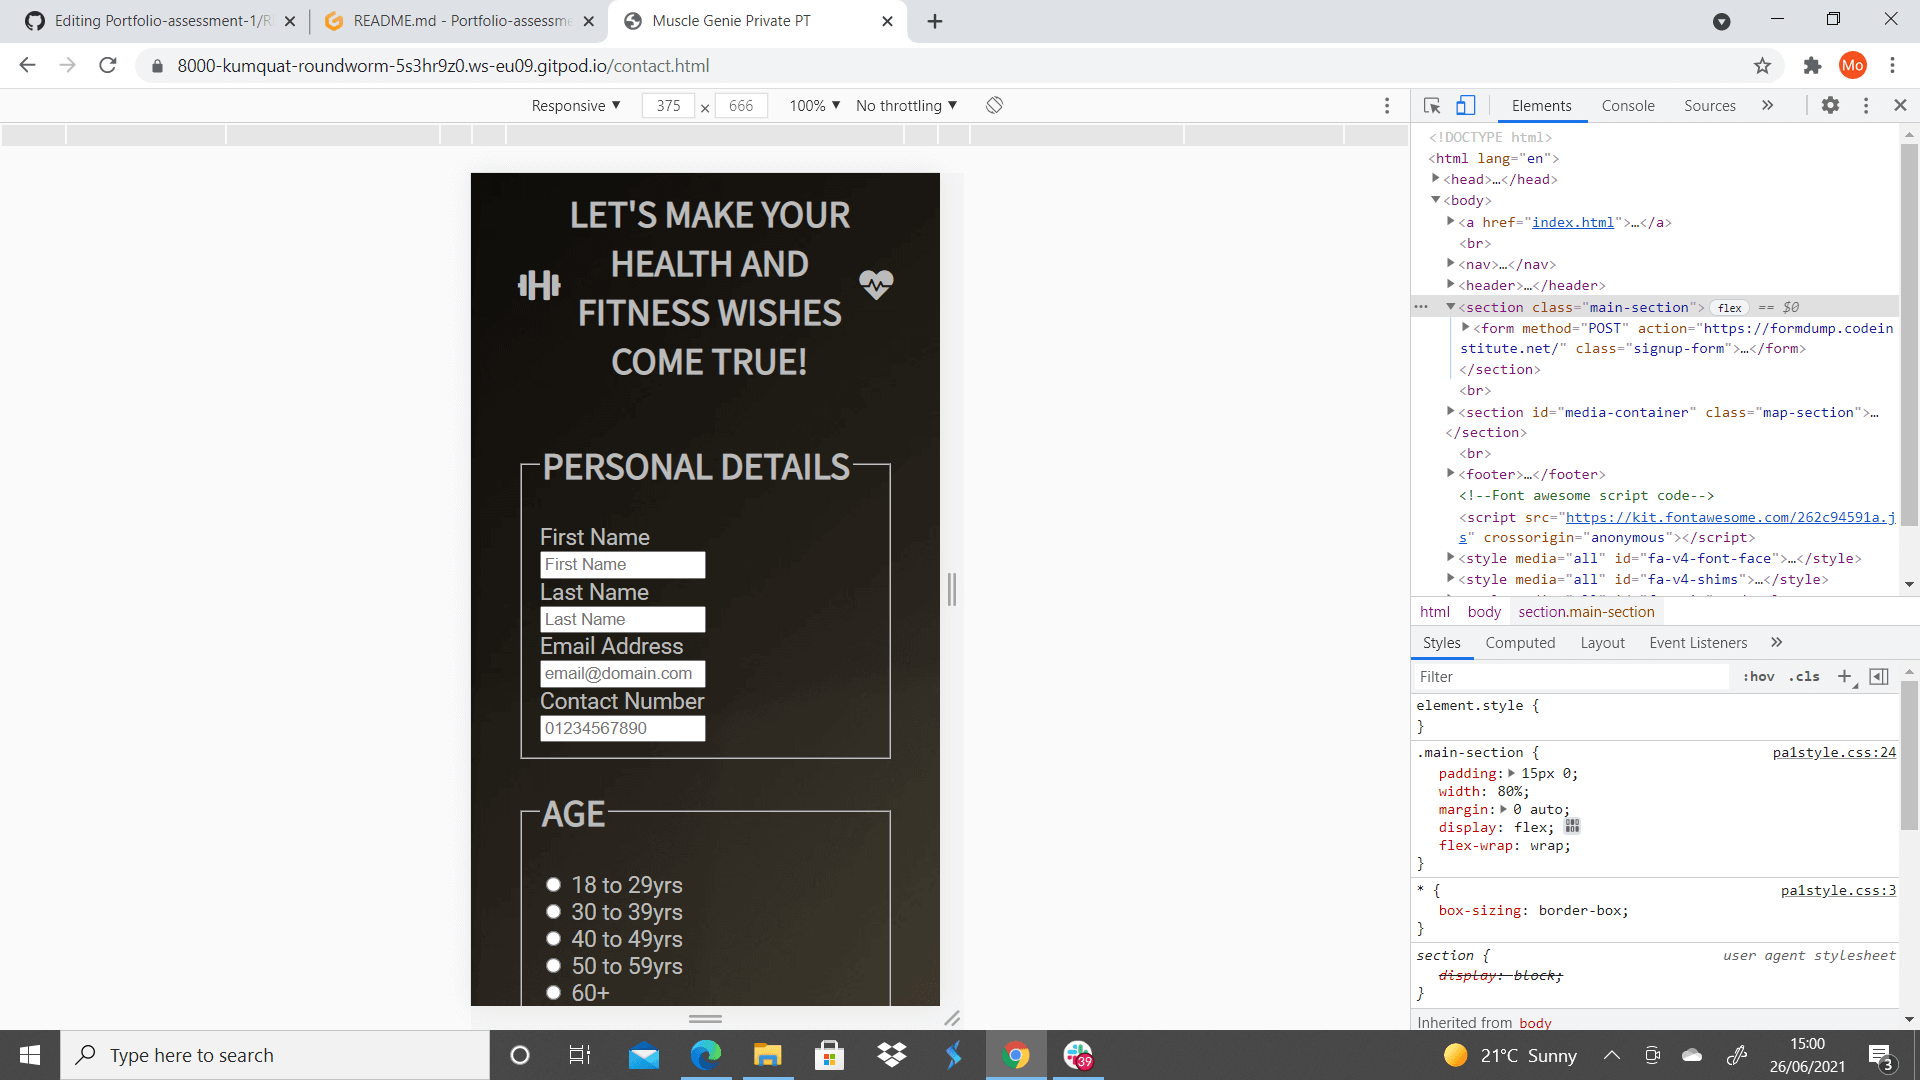 Editing Portfolio-assessment-1/R
README.md - Portfolio-assessme
Muscle Genie Private PT
8000-kumquat-roundworm-5s3hr9z0.ws-eu09.gitpod.io/contact.html
Mo
Responsive ▼ 375 × 666 100% ▼ No throttling ▼
Elements Console Sources »
<!DOCTYPE html>
<html lang="en">
<head>…</head>
<body>
<a href="index.html">…</a>
<br>
<nav>…</nav>
<header>…</header>
<section class="main-section"> flex == $0
<form method="POST" action="https://formdump.codein
stitute.net/" class="signup-form">…</form>
</section>
<br>
<section id="media-container" class="map-section">…
</section>
<br>
<footer>…</footer>
<!--Font awesome script code-->
<script src="https://kit.fontawesome.com/262c94591a.j
s" crossorigin="anonymous"></script>
<style media="all" id="fa-v4-font-face">…</style>
<style media="all" id="fa-v4-shims">…</style>
html body section.main-section
Styles Computed Layout Event Listeners »
Filter :hov .cls +
element.style {
}
.main-section { pa1style.css:24
padding: 15px 0;
width: 80%;
margin: 0 auto;
display: flex;
flex-wrap: wrap;
}
* { pa1style.css:3
box-sizing: border-box;
}
section { user agent stylesheet
display: block;
}
Inherited from body
LET'S MAKE YOUR
HEALTH AND
FITNESS WISHES
COME TRUE!
PERSONAL DETAILS
First Name
First Name
Last Name
Last Name
Email Address
email@domain.com
Contact Number
01234567890
AGE
18 to 29yrs
30 to 39yrs
40 to 49yrs
50 to 59yrs
60+
Type here to search
39
21°C Sunny
15:00
26/06/2021
3